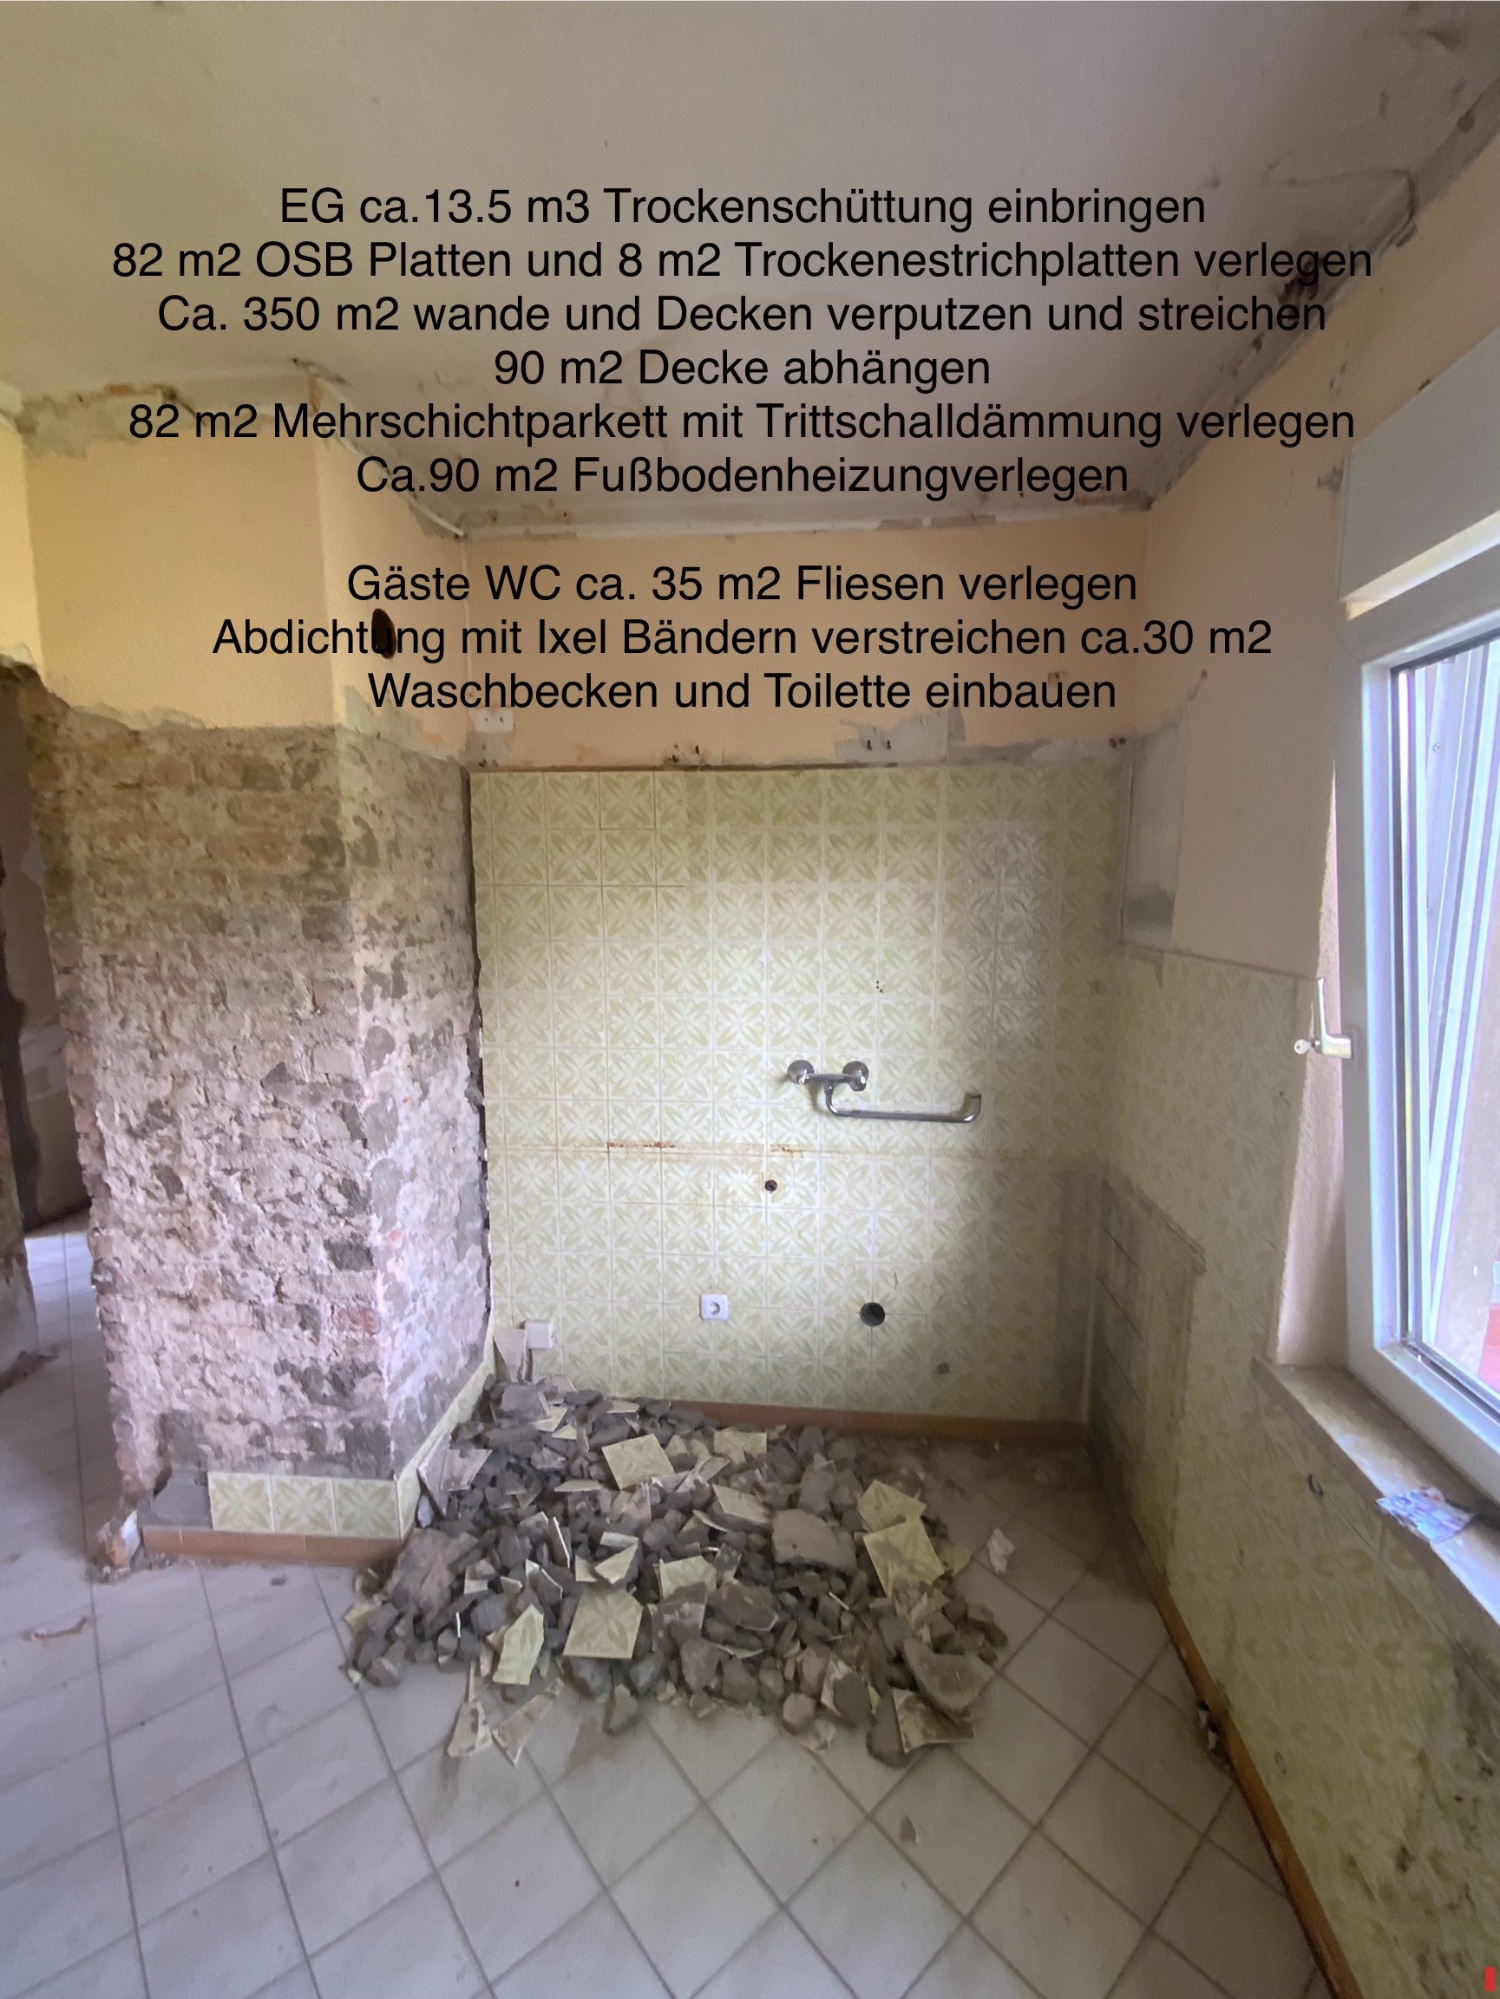 EG ca.13.5 m3 Trockenschüttung einbringen
82 m2 OSB Platten und 8 m2 Trockenestrichplatten verlegen
Ca. 350 m2 wande und Decken verputzen und streichen
90 m2 Decke abhängen
82 m2 Mehrschichtparkett mit Trittschalldämmung verlegen
Ca.90 m2 Fußbodenheizungverlegen
Gäste WC ca. 35 m2 Fliesen verlegen
Abdichtung mit Ixel Bändern verstreichen ca.30 m2
Waschbecken und Toilette einbauen